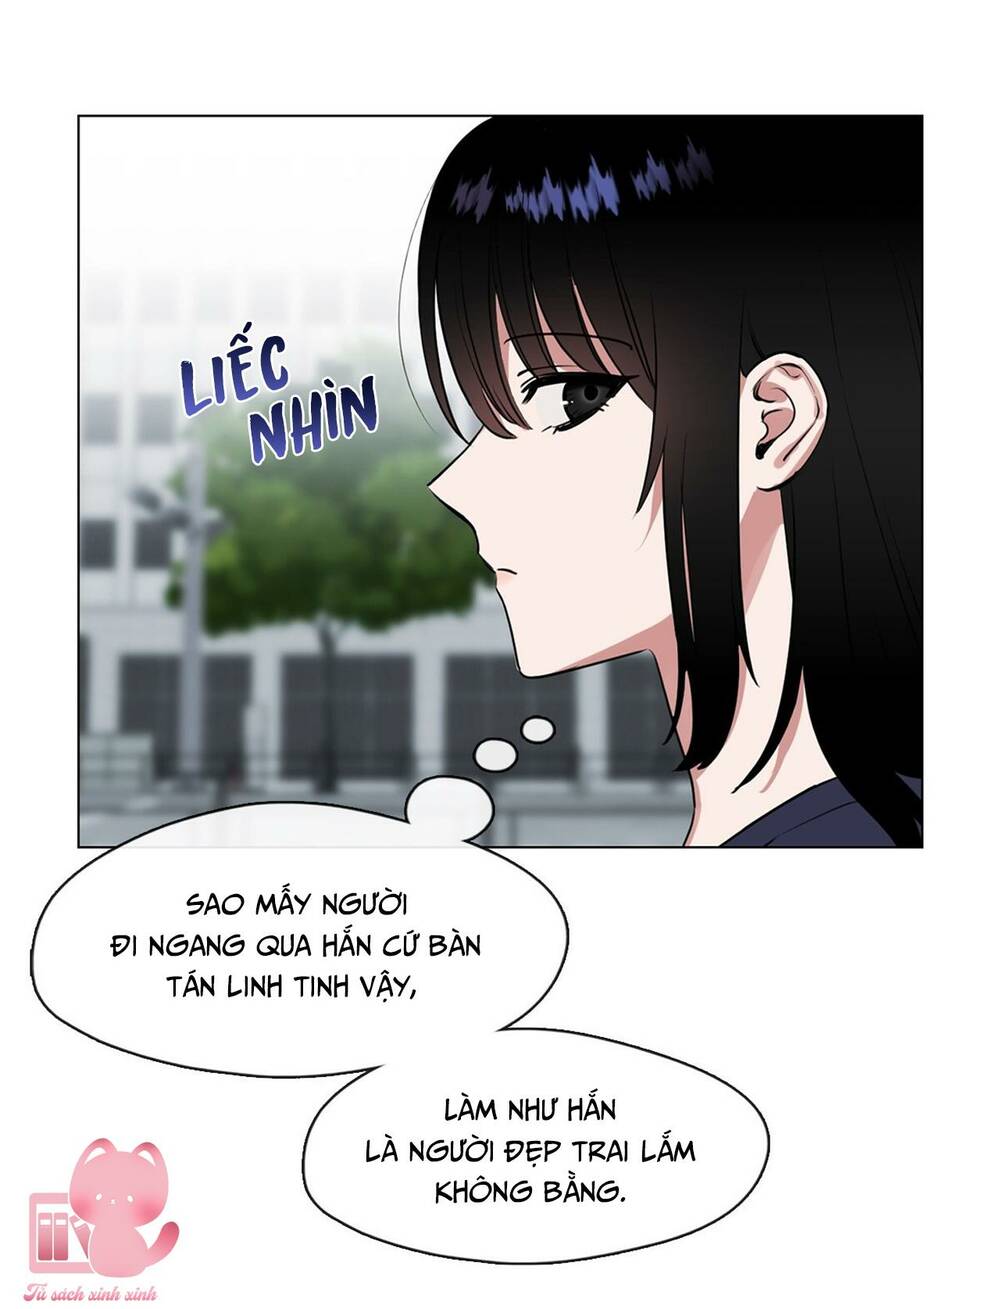 LIẾC
NHÌN
SAO MẤY NGƯỜI
ĐI NGANG QUA HẮN CỨ BÀN
TÁN LINH TINH VẬY,
LÀM NHƯ HẮN
LÀ NGƯỜI ĐẸP TRAI LẮM
KHÔNG BẰNG.
Tủ sách xinh xinh